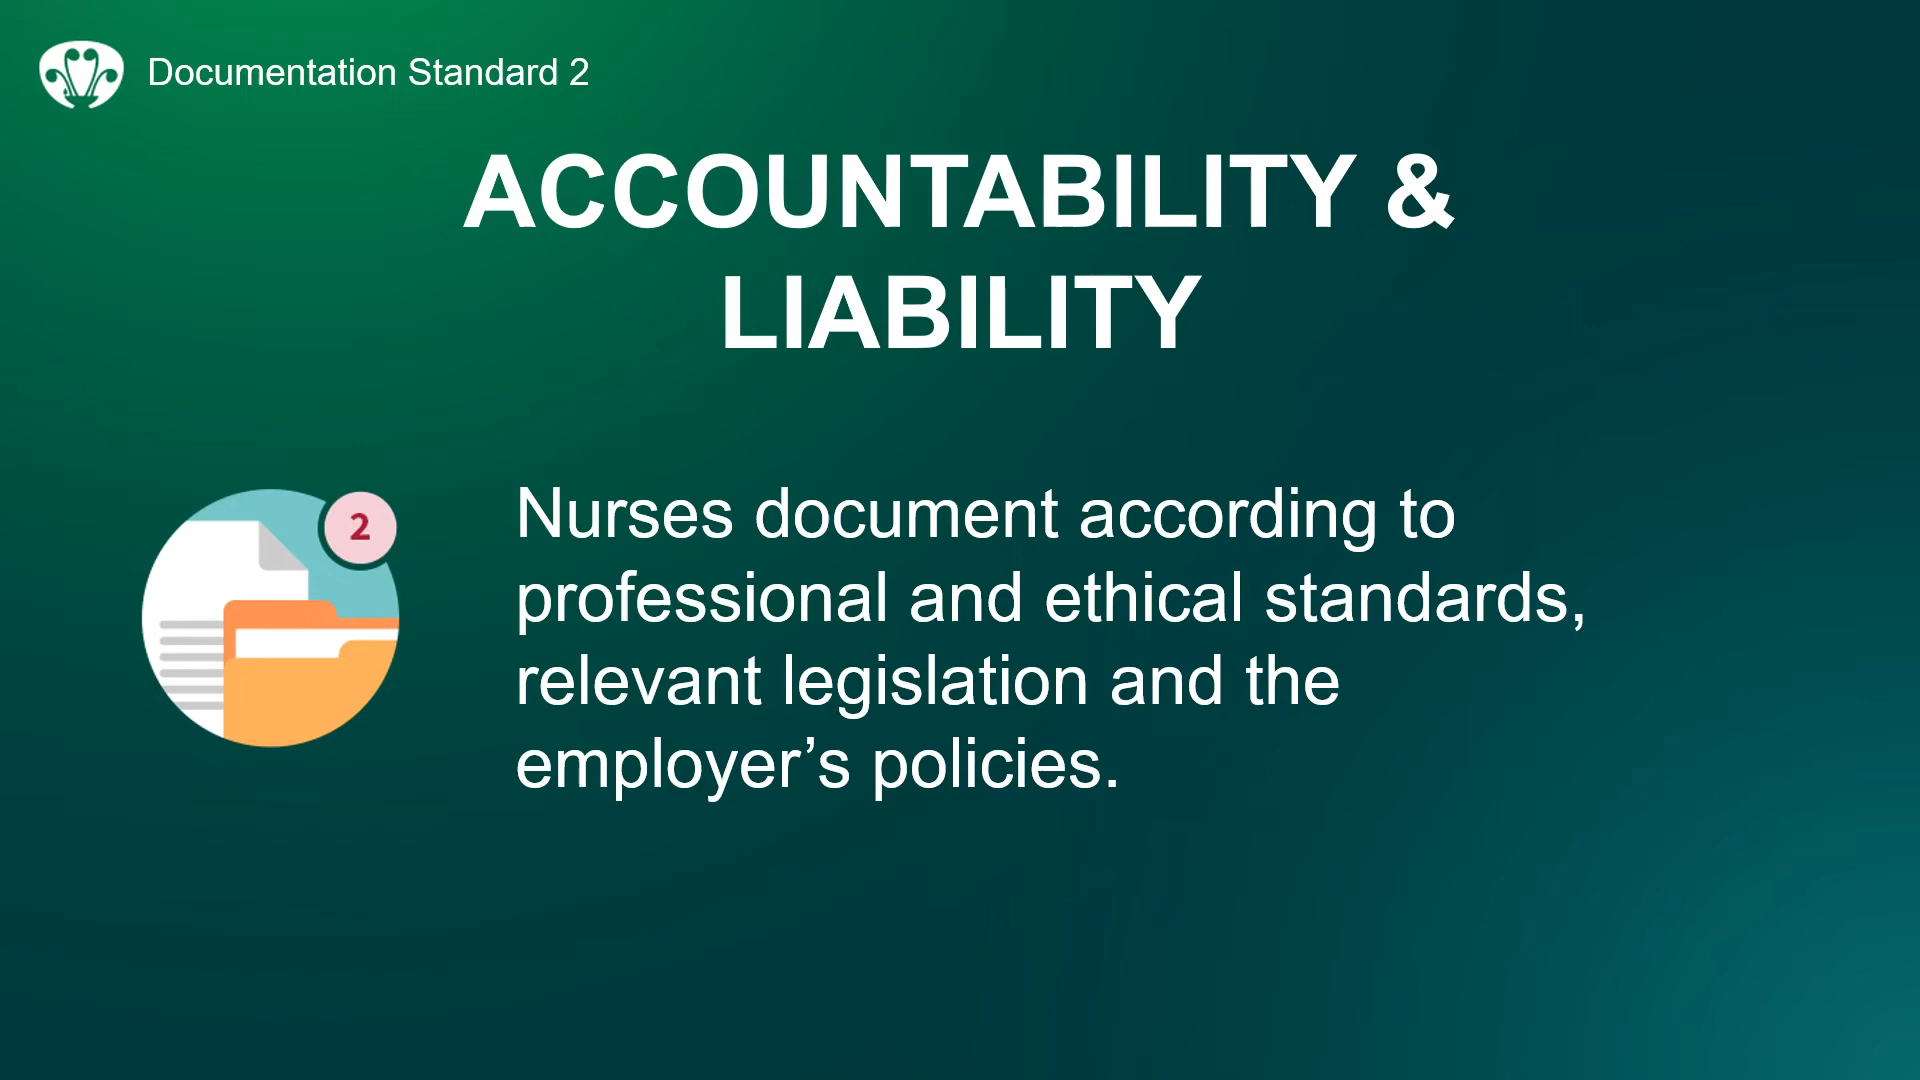 Documentation Standard 2
ACCOUNTABILITY &
LIABILITY
2
Nurses document according to
professional and ethical standards,
relevant legislation and the
employer’s policies.